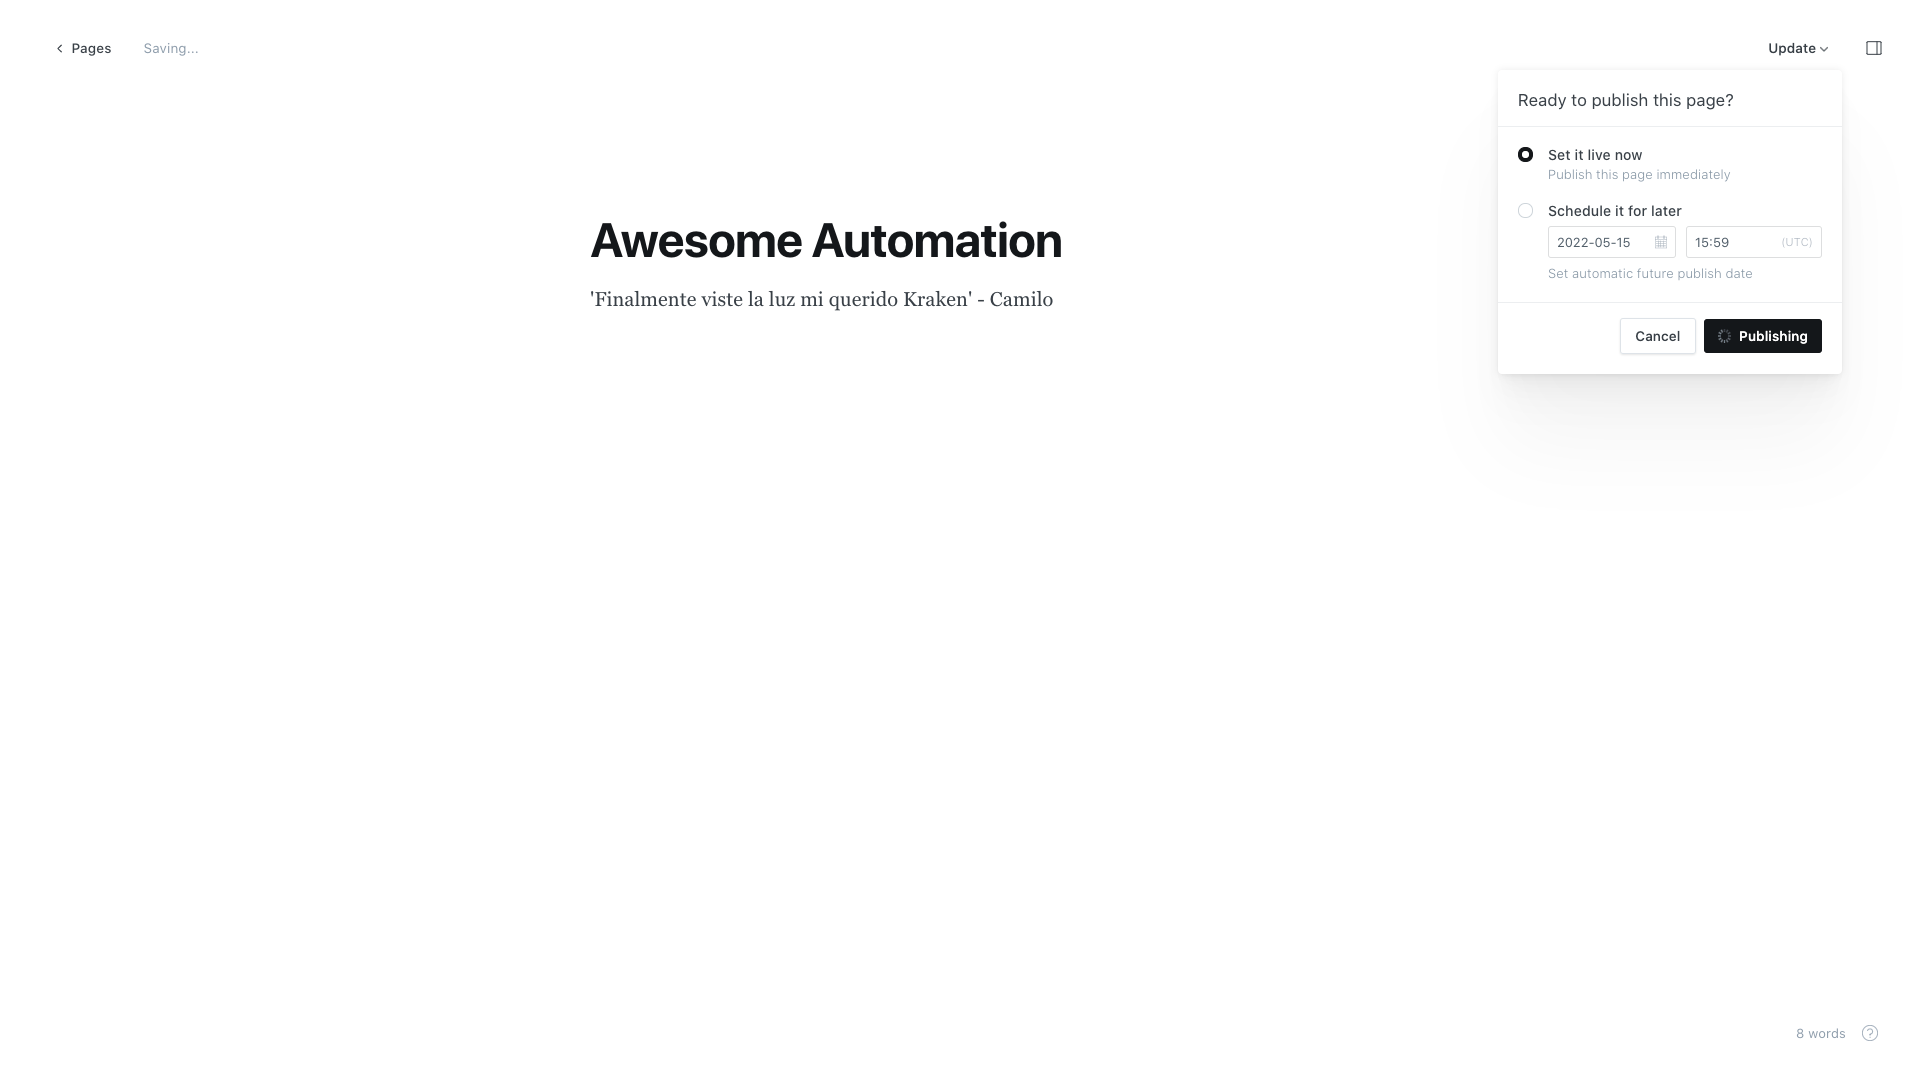 Pages
Saving...
Update
Ready to publish this page?
Set it live now
Publish this page immediately
Schedule it for later
2022-05-15
15:59
(UTC)
Set automatic future publish date
Cancel
Publishing
Awesome Automation
'Finalmente viste la luz mi querido Kraken' - Camilo
8 words
?